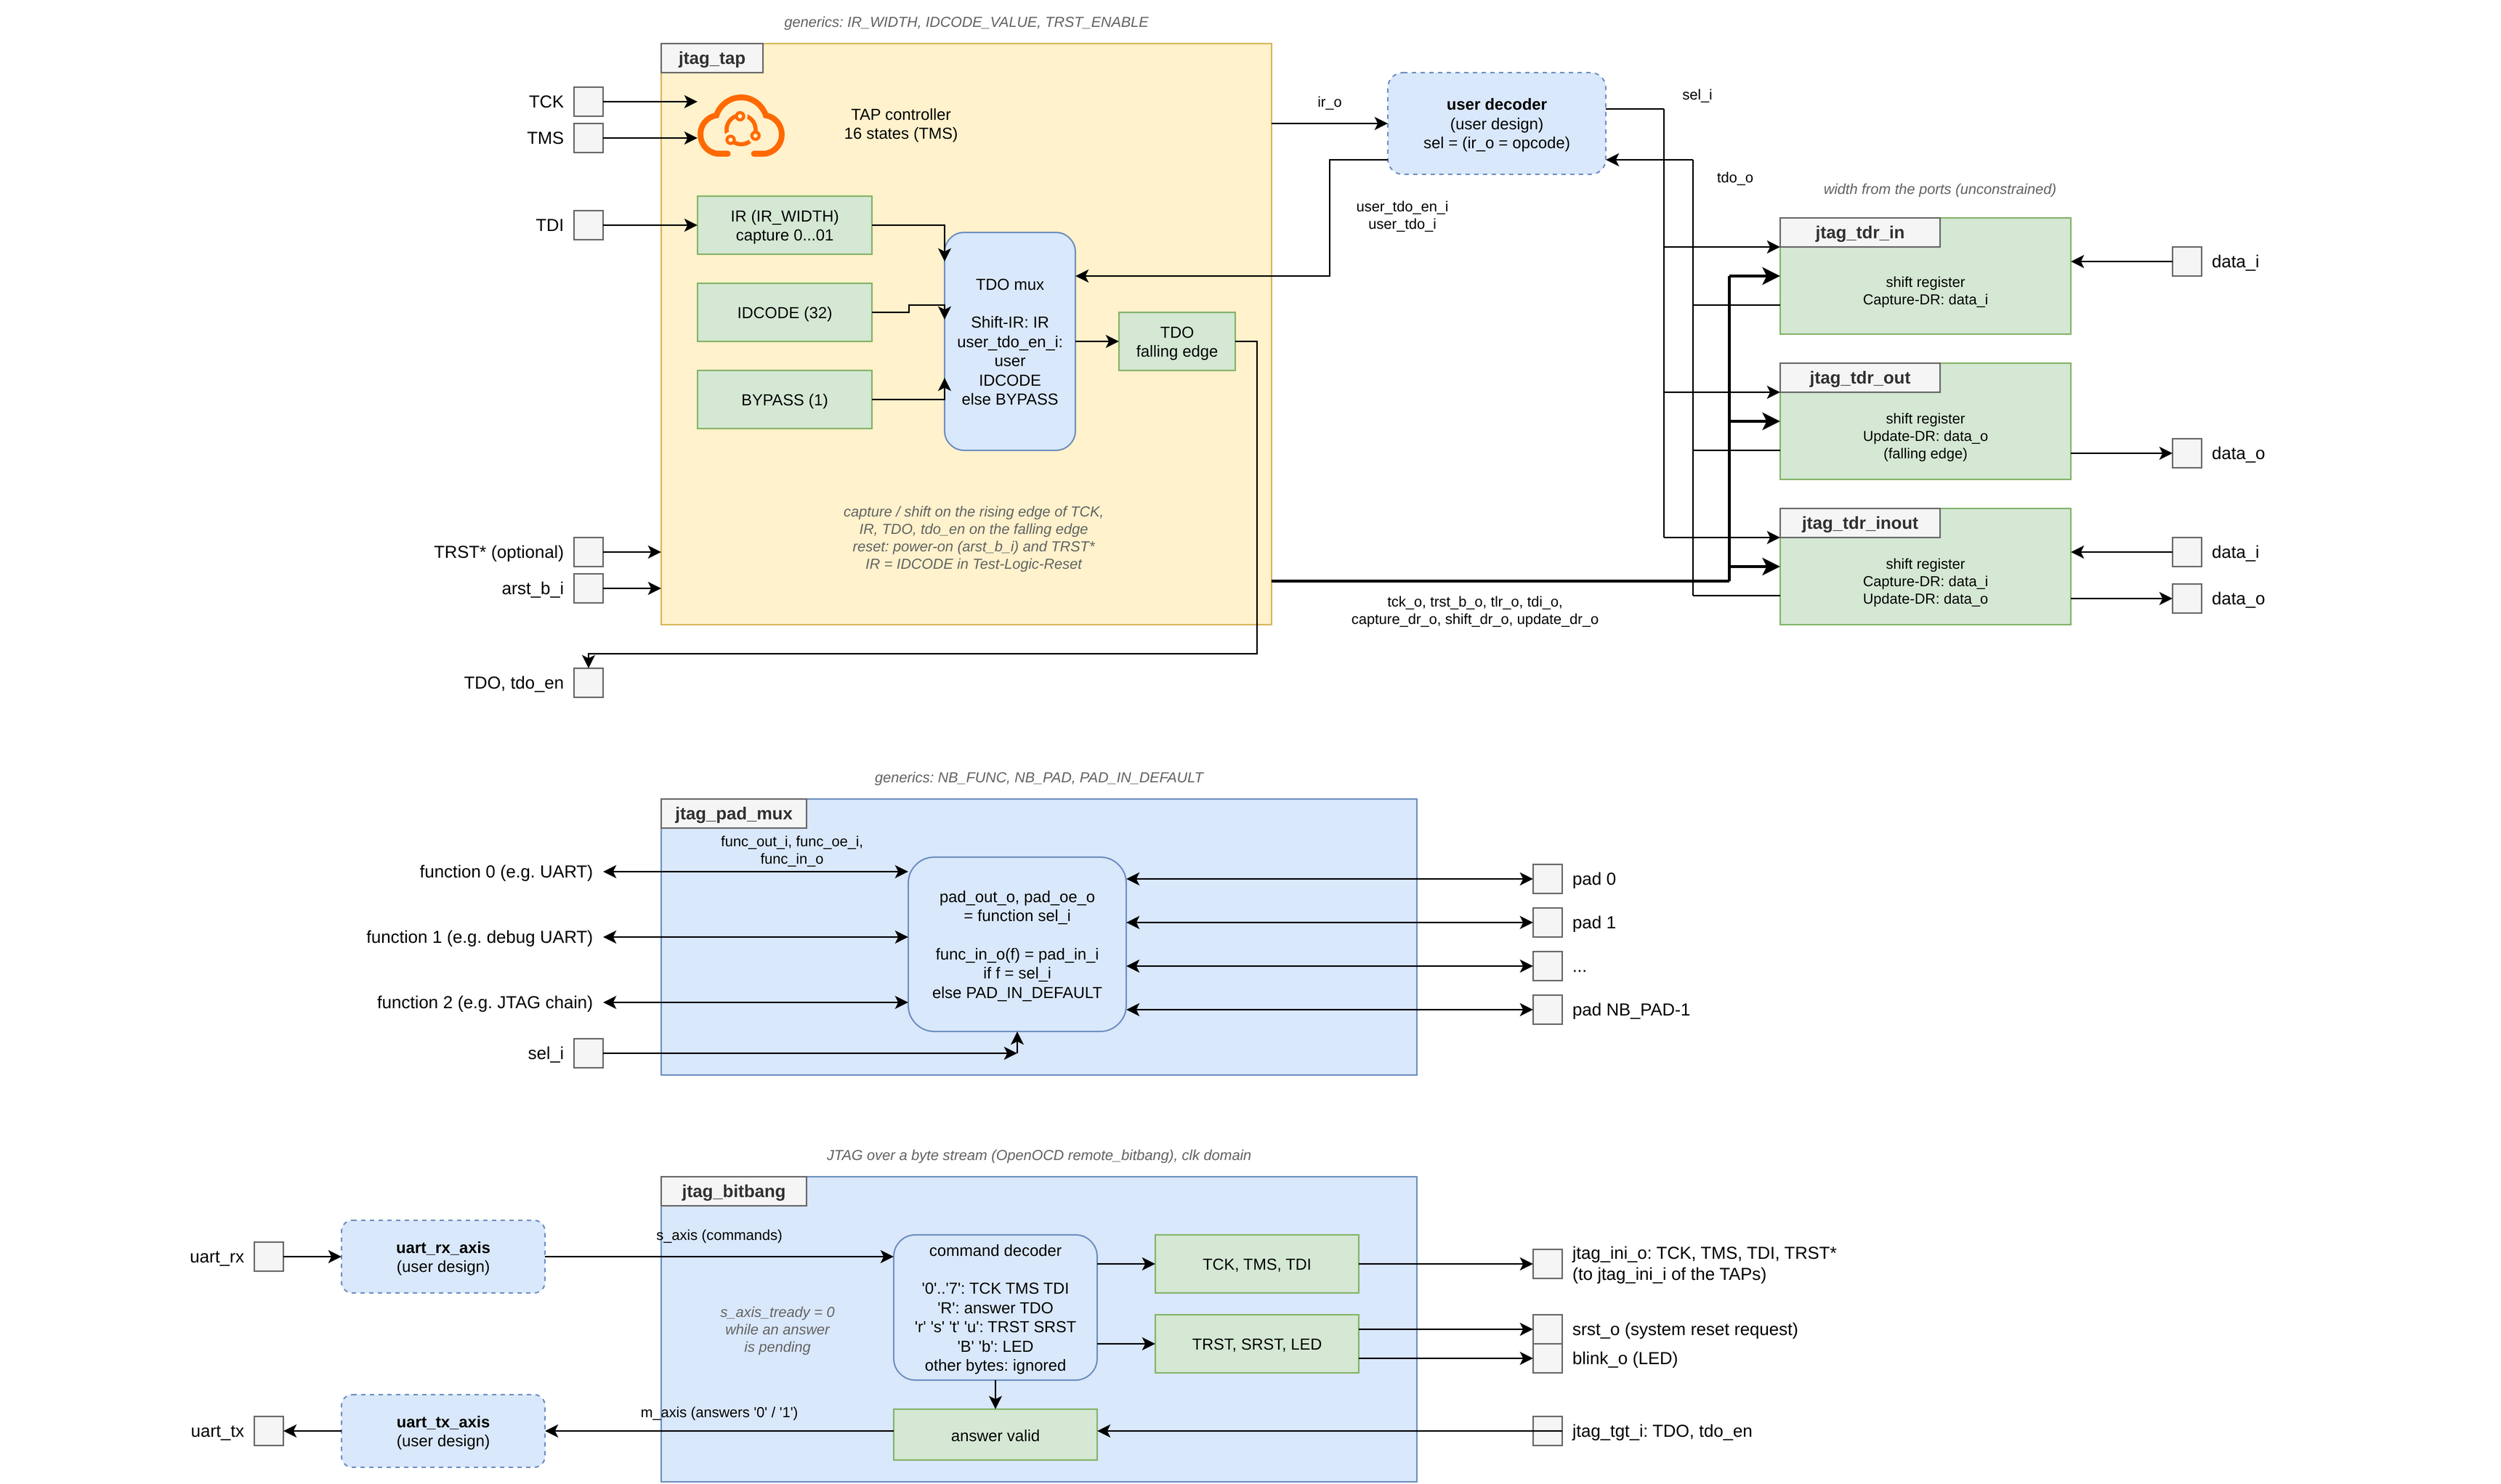 generics: IR_WIDTH, IDCODE_VALUE, TRST_ENABLE
jtag_tap
TCK
TMS
TAP controller
16 states (TMS)
TDI
IR (IR_WIDTH)
capture 0...01
IDCODE (32)
BYPASS (1)
TDO mux
Shift-IR: IR
user_tdo_en_i:
user
IDCODE
else BYPASS
TDO
falling edge
capture / shift on the rising edge of TCK,
IR, TDO, tdo_en on the falling edge
reset: power-on (arst_b_i) and TRST*
IR = IDCODE in Test-Logic-Reset
TRST* (optional)
arst_b_i
TDO, tdo_en
ir_o
user decoder
(user design)
sel = (ir_o = opcode)
sel_i
tdo_o
user_tdo_en_i
user_tdo_i
width from the ports (unconstrained)
jtag_tdr_in
shift register
Capture-DR: data_i
data_i
jtag_tdr_out
shift register
Update-DR: data_o
(falling edge)
data_o
jtag_tdr_inout
shift register
Capture-DR: data_i
Update-DR: data_o
data_i
data_o
tck_o, trst_b_o, tlr_o, tdi_o,
capture_dr_o, shift_dr_o, update_dr_o
generics: NB_FUNC, NB_PAD, PAD_IN_DEFAULT
jtag_pad_mux
func_out_i, func_oe_i,
func_in_o
function 0 (e.g. UART)
function 1 (e.g. debug UART)
function 2 (e.g. JTAG chain)
sel_i
pad_out_o, pad_oe_o
= function sel_i
func_in_o(f) = pad_in_i
if f = sel_i
else PAD_IN_DEFAULT
pad 0
pad 1
...
pad NB_PAD-1
JTAG over a byte stream (OpenOCD remote_bitbang), clk domain
jtag_bitbang
uart_rx
uart_rx_axis
(user design)
s_axis (commands)
s_axis_tready = 0
while an answer
is pending
command decoder
'0'..'7': TCK TMS TDI
'R': answer TDO
'r' 's' 't' 'u': TRST SRST
'B' 'b': LED
other bytes: ignored
TCK, TMS, TDI
TRST, SRST, LED
jtag_ini_o: TCK, TMS, TDI, TRST*
(to jtag_ini_i of the TAPs)
srst_o (system reset request)
blink_o (LED)
uart_tx
uart_tx_axis
(user design)
m_axis (answers '0' / '1')
answer valid
jtag_tgt_i: TDO, tdo_en